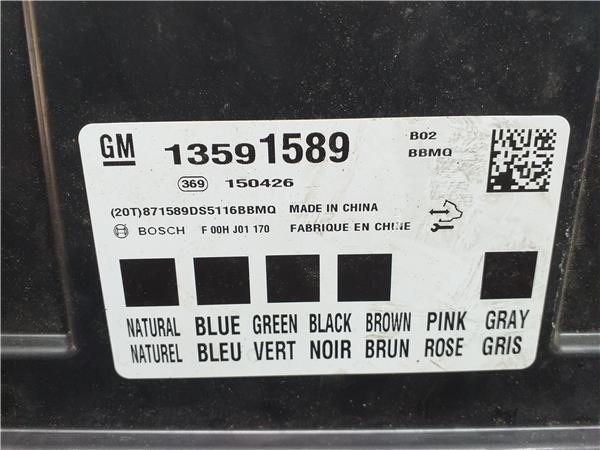 GM 13591589 B02
BBMQ
369 150426
(20T)871589DS5116BBMQ MADE IN CHINA
BOSCH F 00H J01 170 FABRIQUE EN CHINE
NATURAL BLUE GREEN BLACK BROWN PINK GRAY
NATUREL BLEU VERT NOIR BRUN ROSE GRIS